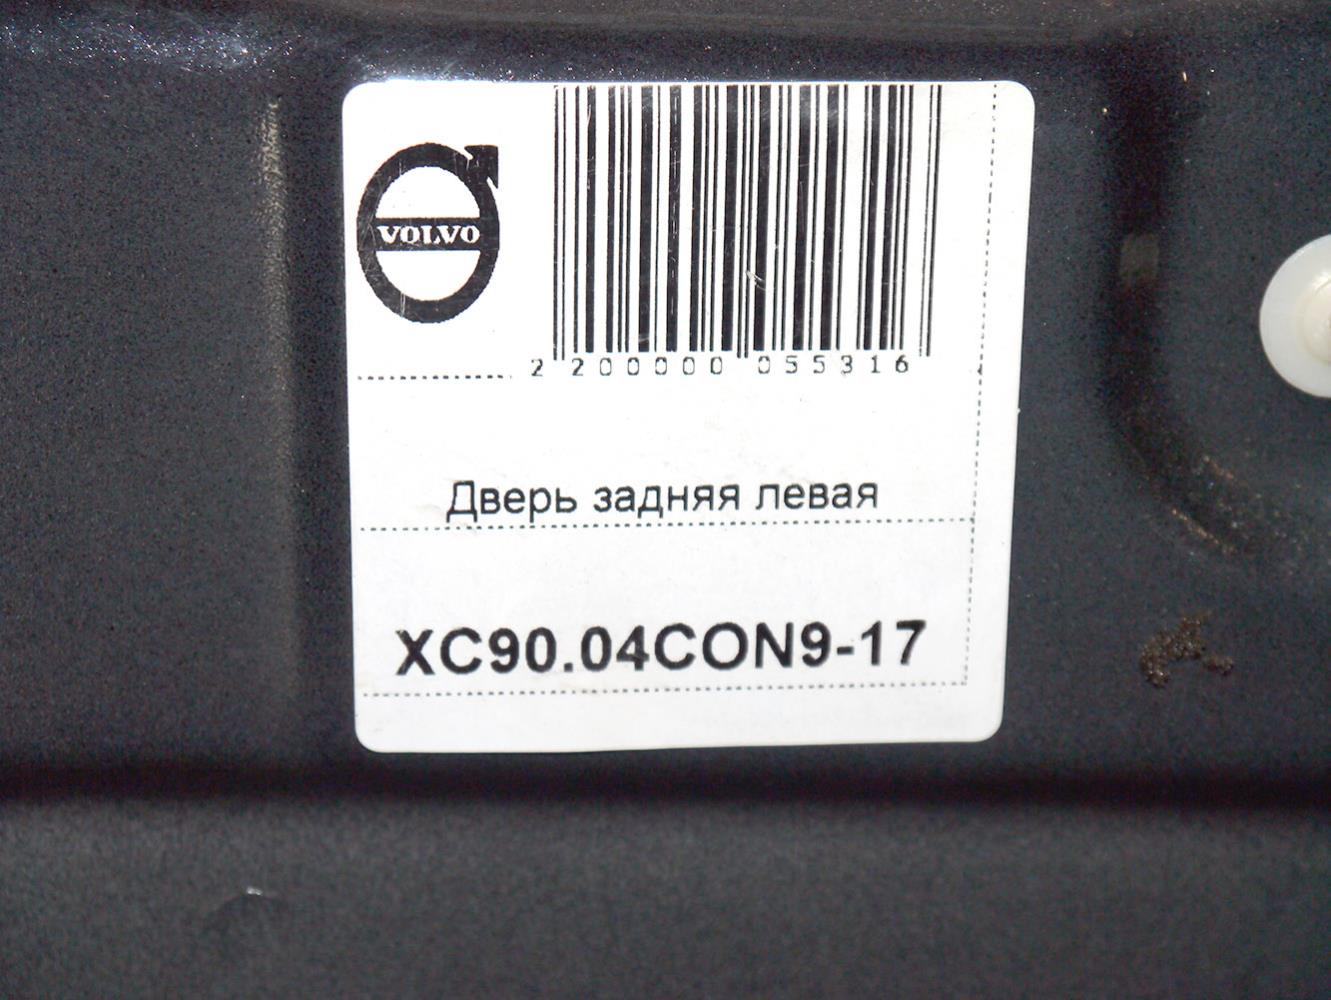 VOLVO
2 200000 055316
Дверь задняя левая
XC90.04CON9-17